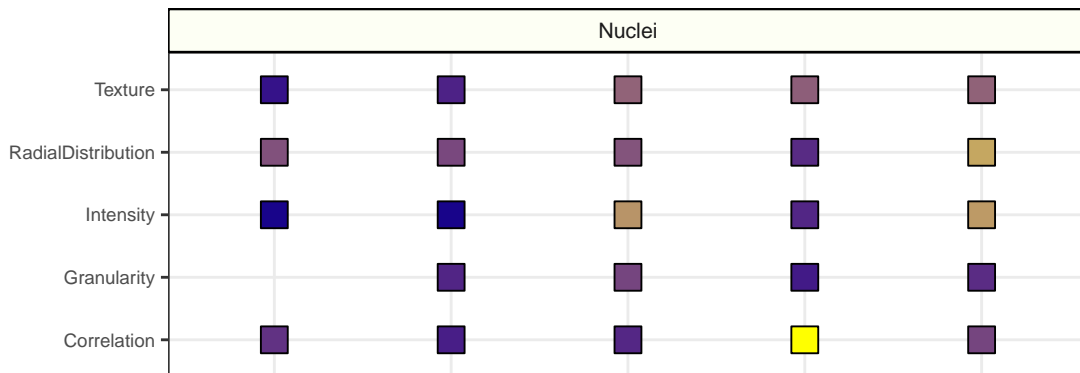 Nuclei
Texture
RadialDistribution
Intensity
Granularity
Correlation